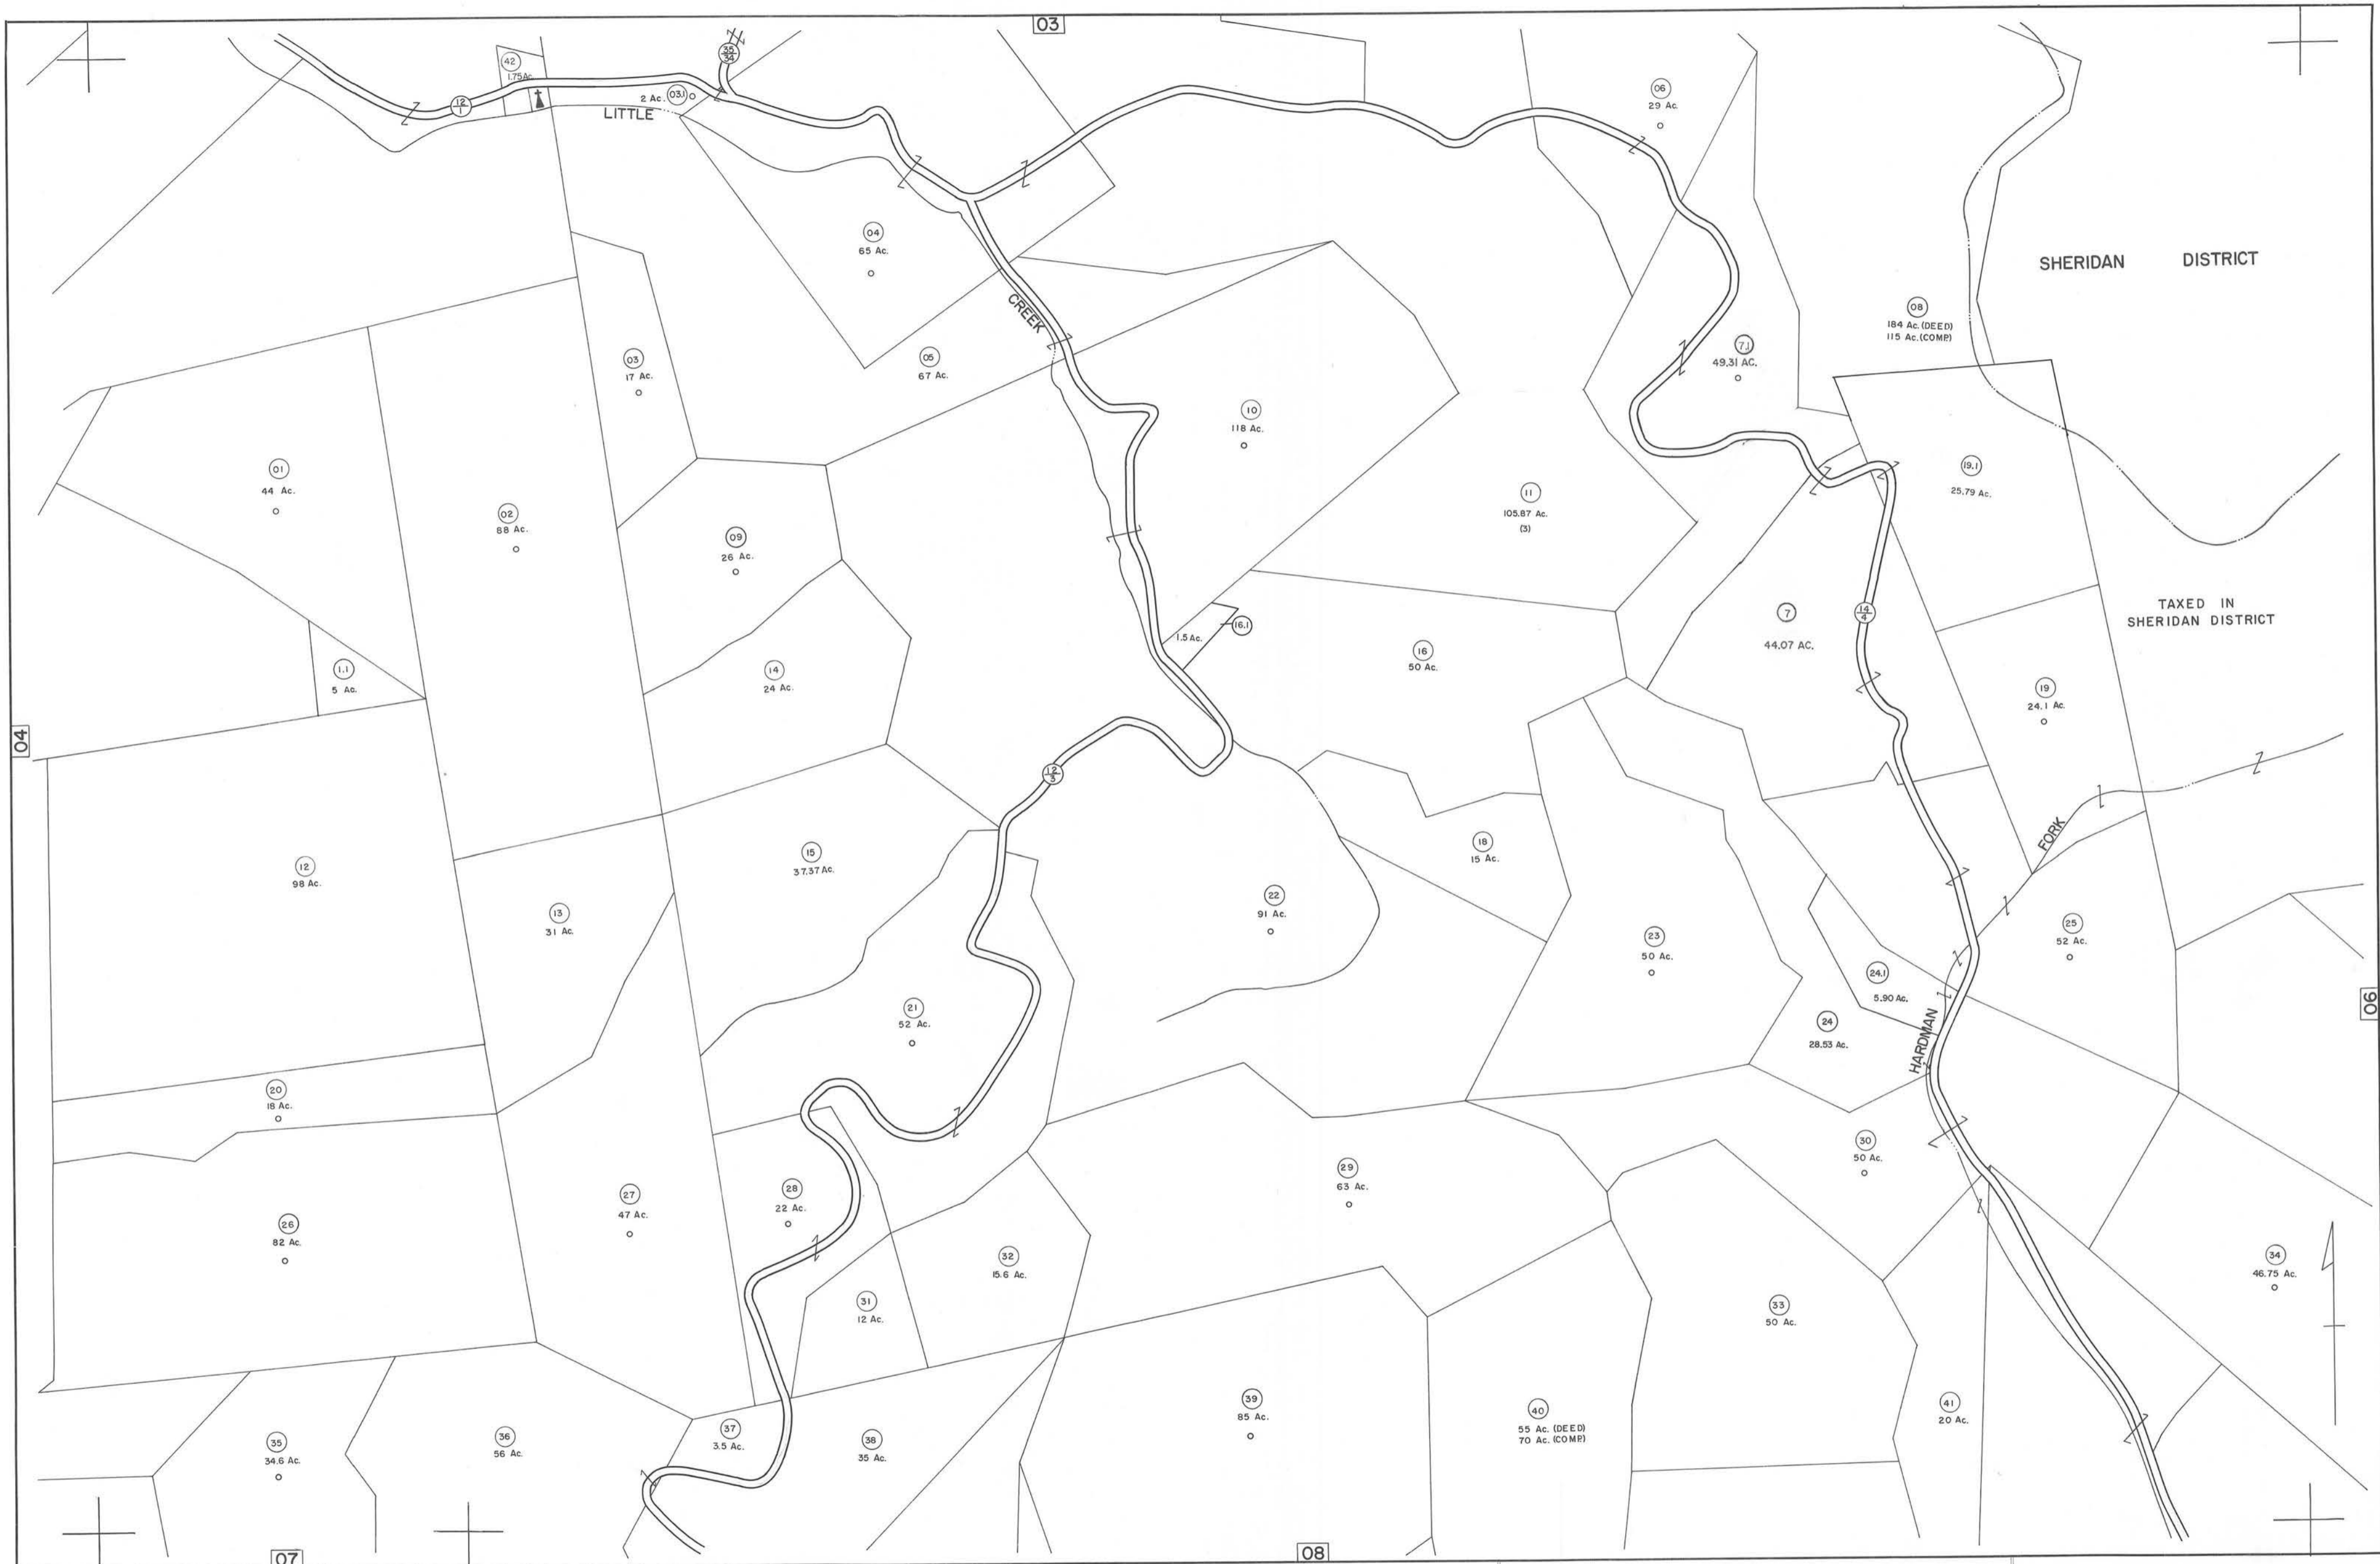 03
42
1.75 Ac.
35
34
12
1
2 Ac.
03.1
LITTLE
06
29 Ac.
04
65 Ac.
SHERIDAN DISTRICT
CREEK
08
184 Ac. (DEED)
115 Ac. (COMP.)
03
17 Ac.
05
67 Ac.
7.1
49.31 AC.
10
118 Ac.
01
44 Ac.
02
88 Ac.
09
26 Ac.
11
105.87 Ac.
(3)
19.1
25.79 Ac.
1.5 Ac.
16.1
7
44.07 AC.
14
4
TAXED IN
SHERIDAN DISTRICT
1.1
5 Ac.
14
24 Ac.
16
50 Ac.
19
24.1 Ac.
04
12
3
FORK
12
98 Ac.
15
37.37 Ac.
18
15 Ac.
13
31 Ac.
22
91 Ac.
23
50 Ac.
25
52 Ac.
24.1
5.90 Ac.
06
21
52 Ac.
24
28.53 Ac.
HARDMAN
20
18 Ac.
30
50 Ac.
26
82 Ac.
27
47 Ac.
28
22 Ac.
29
63 Ac.
32
15.6 Ac.
34
46.75 Ac.
31
12 Ac.
33
50 Ac.
35
34.6 Ac.
36
56 Ac.
37
3.5 Ac.
38
35 Ac.
39
85 Ac.
40
55 Ac. (DEED)
70 Ac. (COMP.)
41
20 Ac.
07
08